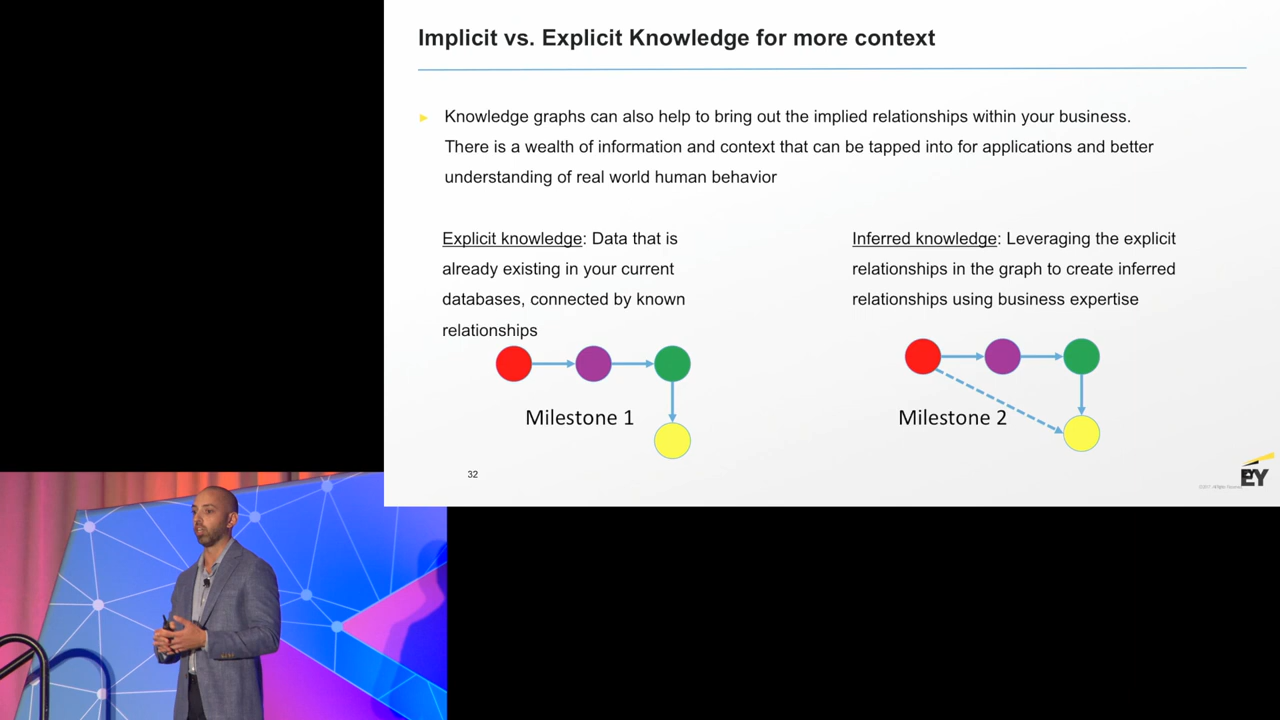 Implicit vs. Explicit Knowledge for more context
Knowledge graphs can also help to bring out the implied relationships within your business.
There is a wealth of information and context that can be tapped into for applications and better
understanding of real world human behavior
Explicit knowledge: Data that is
already existing in your current
databases, connected by known
relationships
Milestone 1
Inferred knowledge: Leveraging the explicit
relationships in the graph to create inferred
relationships using business expertise
Milestone 2
32
EY